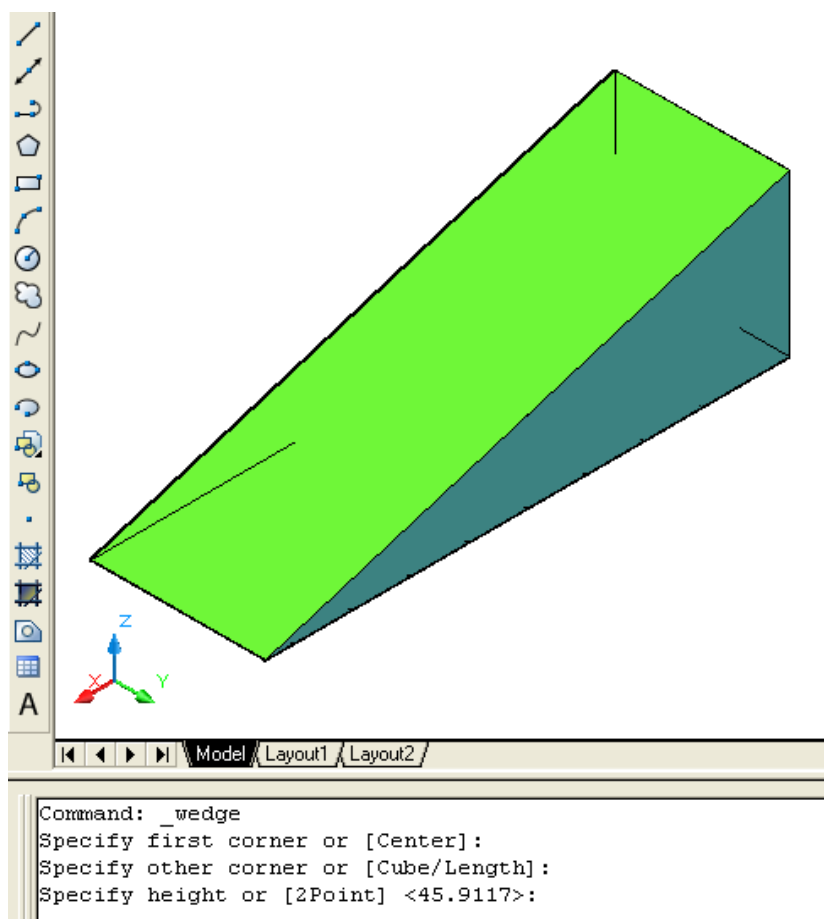 Z
X Y
A
Model Layout1 Layout2
Command: _wedge
Specify first corner or [Center]:
Specify other corner or [Cube/Length]:
Specify height or [2Point] <45.9117>: